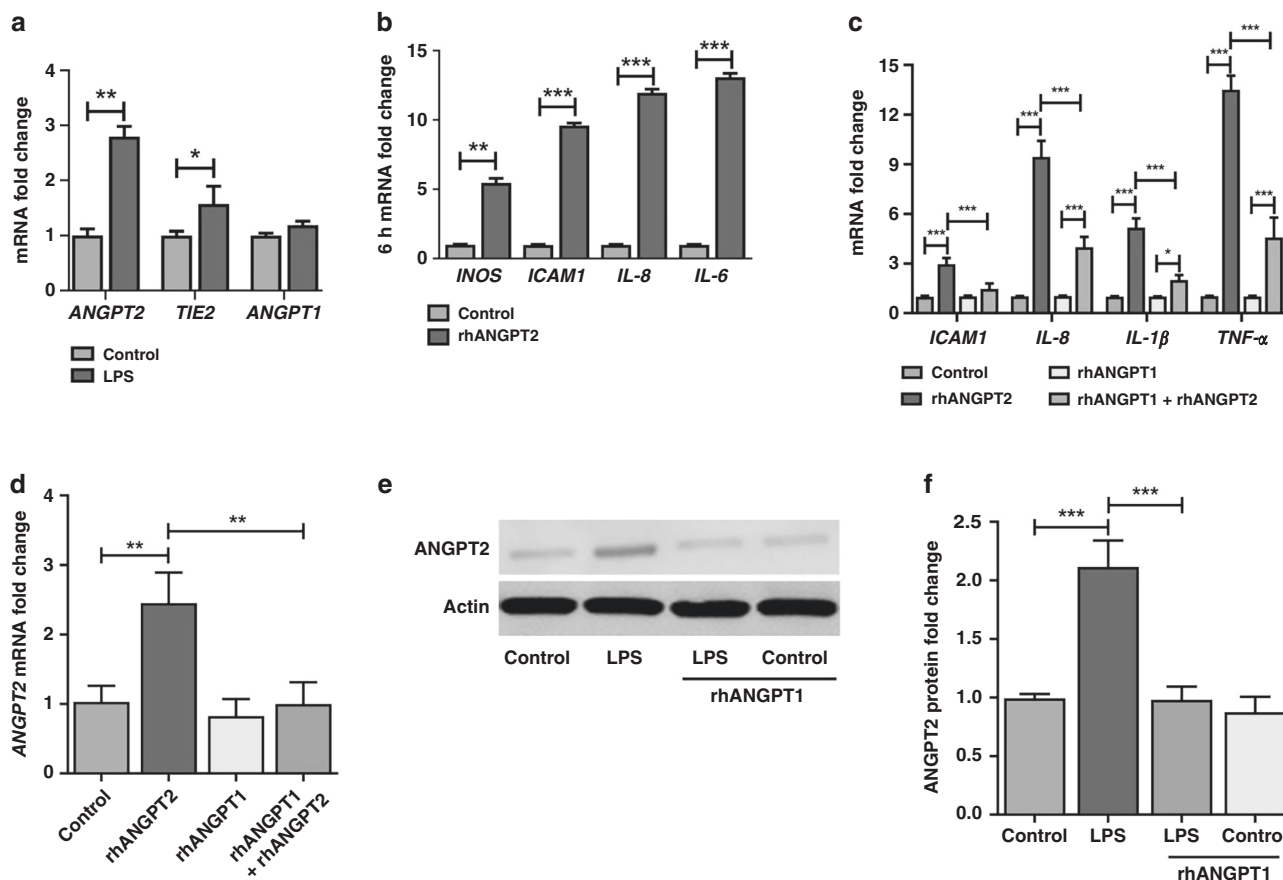 a
mRNA fold change
4
3
2
1
0
**
*
ANGPT2 TIE2 ANGPT1
Control
LPS
b
6 h mRNA fold change
15
10
5
0
** *** *** ***
INOS ICAM1 IL-8 IL-6
Control
rhANGPT2
c
mRNA fold change
15
12
9
6
3
0
*** ***
*** *** ***
*** *** *
*** *** ***
ICAM1 IL-8 IL-1β TNF-α
Control
rhANGPT2
rhANGPT1
rhANGPT1 + rhANGPT2
d
ANGPT2 mRNA fold change
4
3
2
1
0
** **
Control
rhANGPT2
rhANGPT1
rhANGPT1
+ rhANGPT2
e
ANGPT2
Actin
Control LPS LPS Control
rhANGPT1
f
ANGPT2 protein fold change
2.5
2.0
1.5
1.0
0.5
0.0
*** ***
Control LPS LPS Contro
rhANGPT1